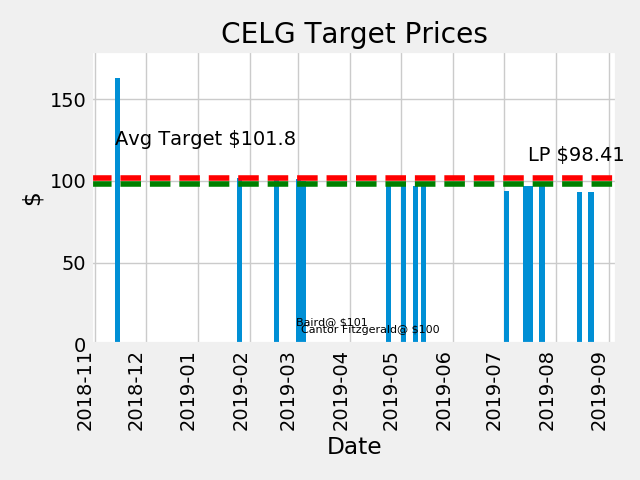 CELG Target Prices
150
Avg Target $101.8
LP $98.41
100
$
50
Baird@ $101
Cantor Fitzgerald@ $100
0
2018-11
2018-12
2019-01
2019-02
2019-03
2019-04
2019-05
2019-06
2019-07
2019-08
2019-09
Date